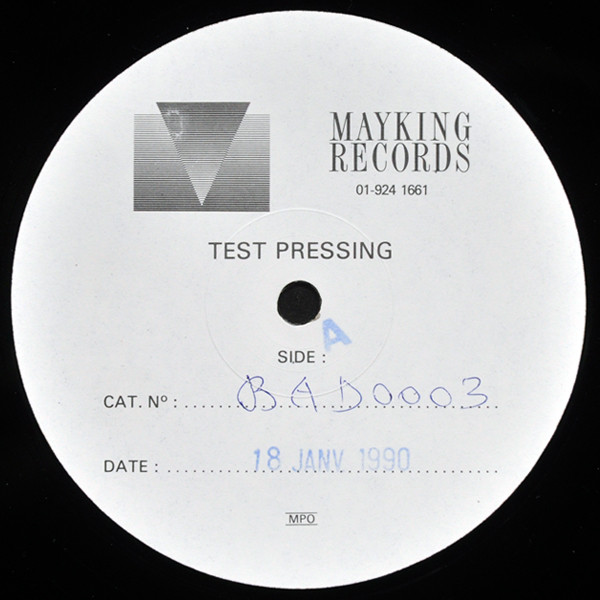 MAYKING
RECORDS
01-924 1661
TEST PRESSING
SIDE : A
CAT. Nº : BAD0003
DATE : 18 JANV 1990
MPO